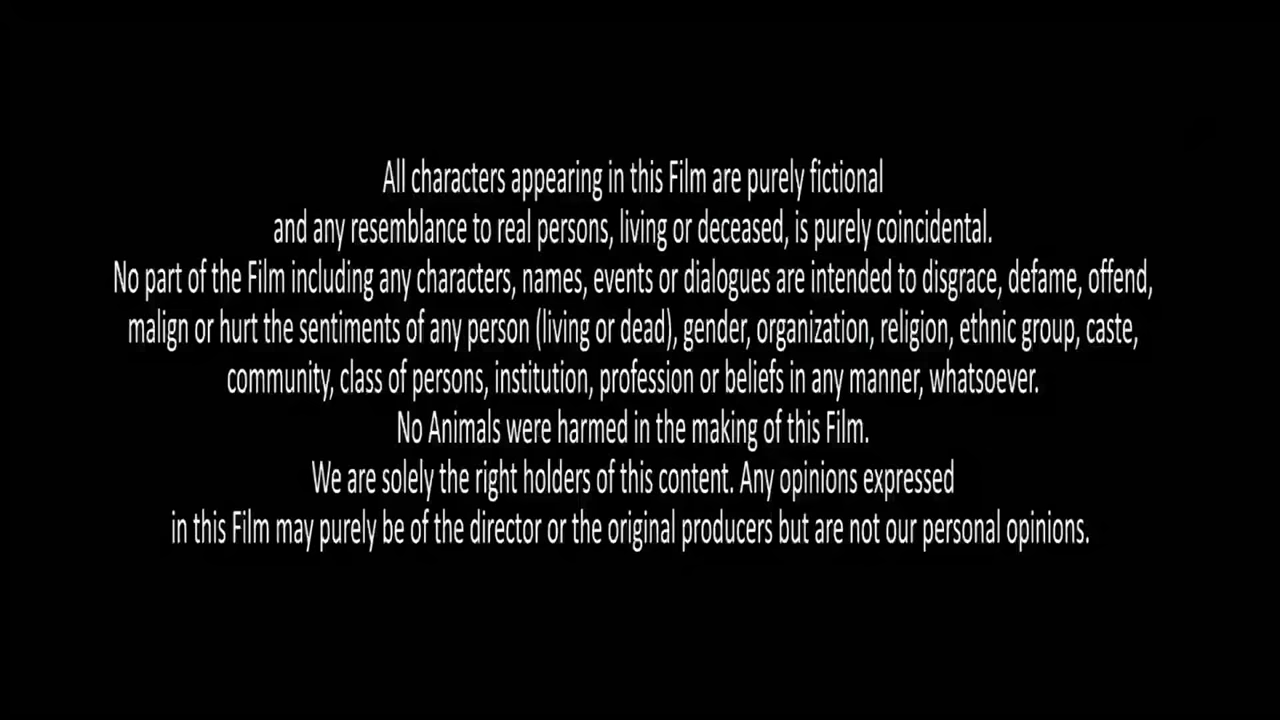 All characters appearing in this Film are purely fictional
and any resemblance to real persons, living or deceased, is purely coincidental.
No part of the Film including any characters, names, events or dialogues are intended to disgrace, defame, offend,
malign or hurt the sentiments of any person (living or dead), gender, organization, religion, ethnic group, caste,
community, class of persons, institution, profession or beliefs in any manner, whatsoever.
No Animals were harmed in the making of this Film.
We are solely the right holders of this content. Any opinions expressed
in this Film may purely be of the director or the original producers but are not our personal opinions.